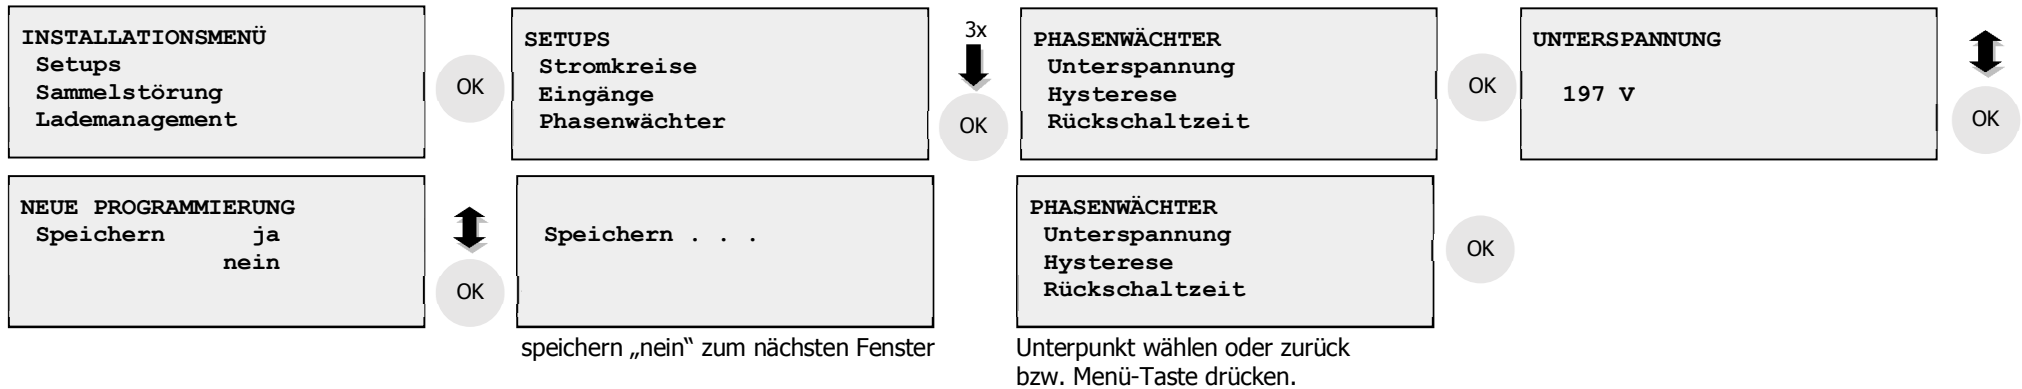 INSTALLATIONSMENÜ
Setups
Sammelstörung
Lademanagement
OK
SETUPS
Stromkreise
Eingänge
Phasenwächter
3x
OK
PHASENWÄCHTER
Unterspannung
Hysterese
Rückschaltzeit
OK
UNTERSPANNUNG
197 V
OK
NEUE PROGRAMMIERUNG
Speichern ja
nein
OK
Speichern . . .
speichern „nein“ zum nächsten Fenster
PHASENWÄCHTER
Unterspannung
Hysterese
Rückschaltzeit
OK
Unterpunkt wählen oder zurück
bzw. Menü-Taste drücken.